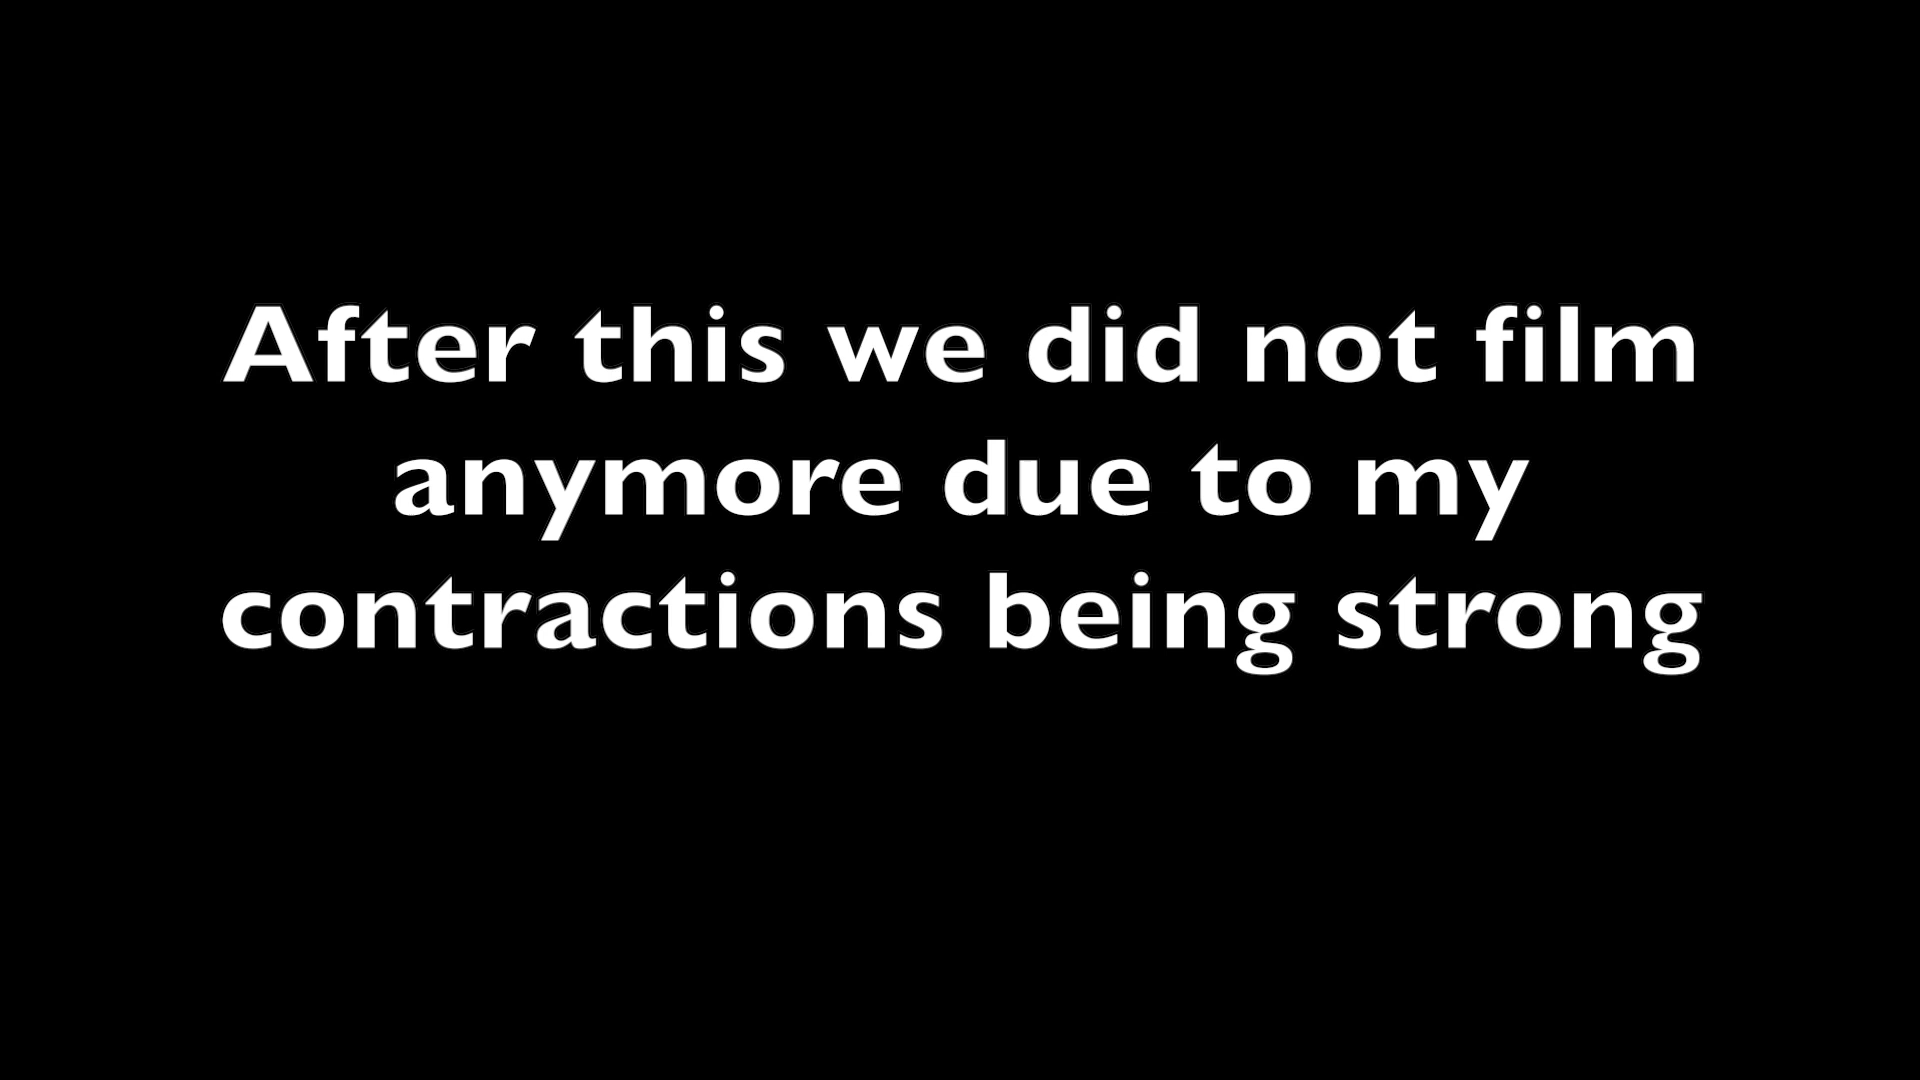 After this we did not film
anymore due to my
contractions being strong